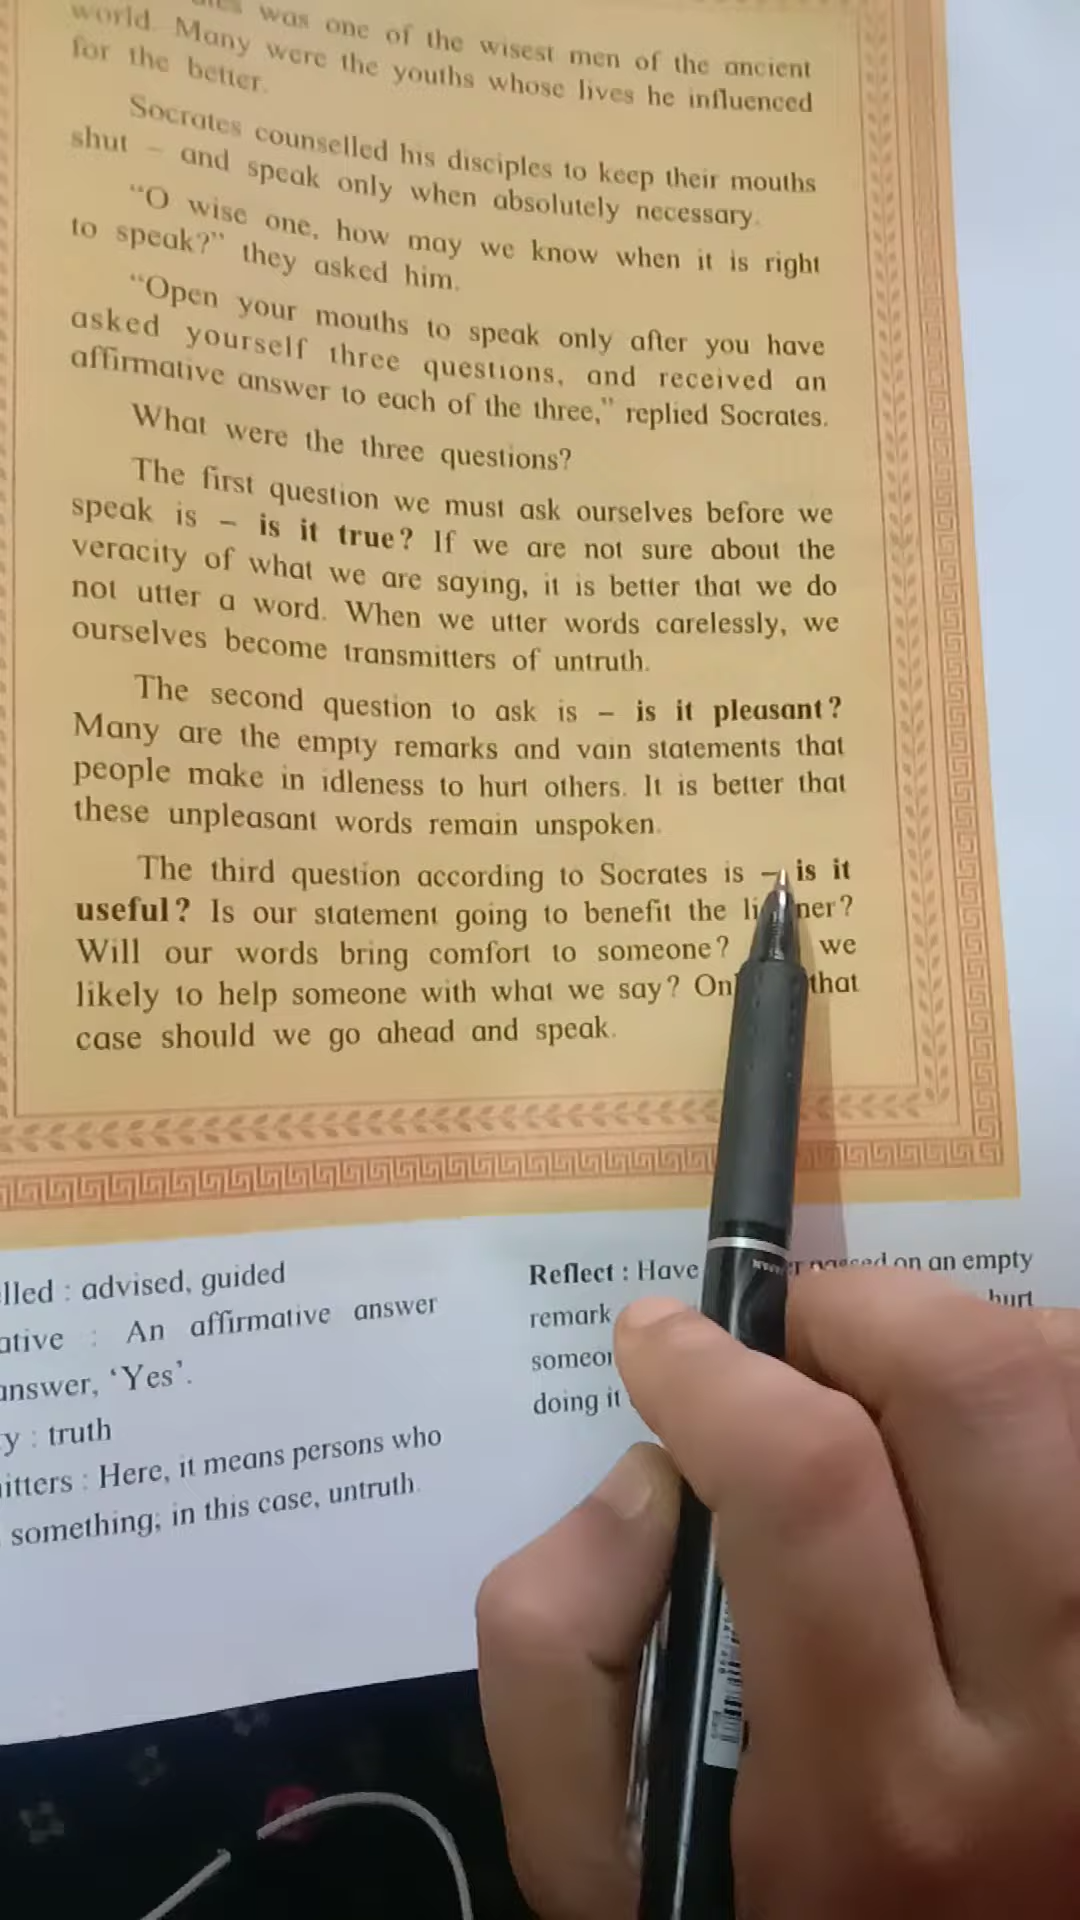 was one of the wisest men of the ancient
world. Many were the youths whose lives he influenced
for the better.
Socrates counselled his disciples to keep their mouths
shut – and speak only when absolutely necessary.
“O wise one, how may we know when it is right
to speak?” they asked him.
“Open your mouths to speak only after you have
asked yourself three questions, and received an
affirmative answer to each of the three,” replied Socrates.
What were the three questions?
The first question we must ask ourselves before we
speak is – is it true? If we are not sure about the
veracity of what we are saying, it is better that we do
not utter a word. When we utter words carelessly, we
ourselves become transmitters of untruth.
The second question to ask is – is it pleasant?
Many are the empty remarks and vain statements that
people make in idleness to hurt others. It is better that
these unpleasant words remain unspoken.
The third question according to Socrates is – is it
useful? Is our statement going to benefit the
Will our words bring comfort to someone? we
likely to help someone with what we say? that
case should we go ahead and speak.
lled : advised, guided
ative : An affirmative answer
answer, ‘Yes’.
y : truth
itters : Here, it means persons who
something; in this case, untruth.
Reflect : Have passed on an empty
remark hurt
doing it